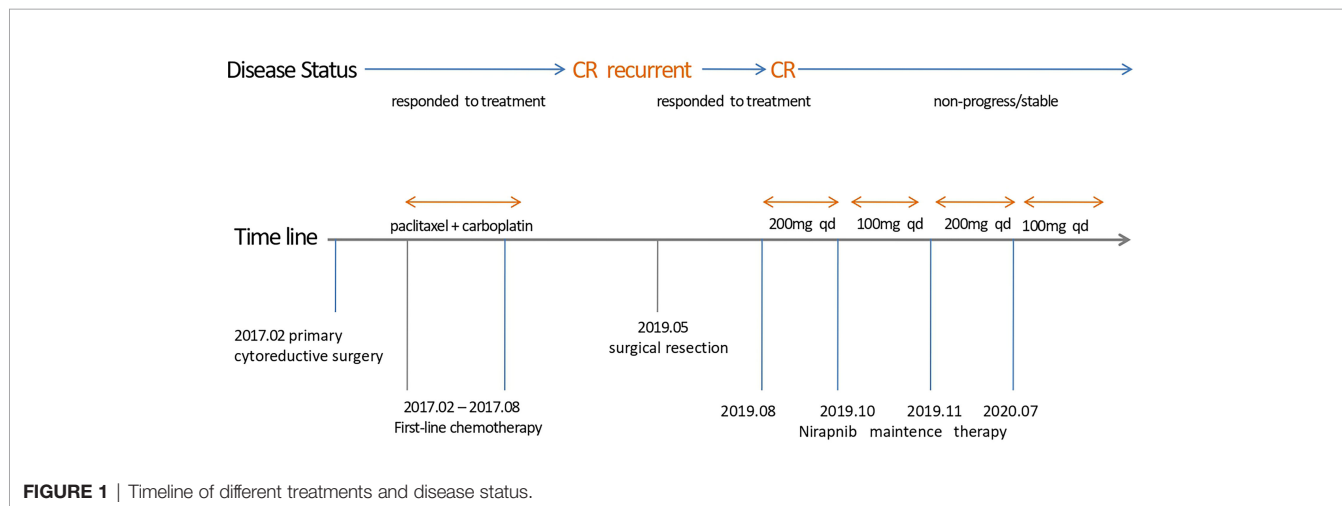 Disease Status
CR recurrent
CR
responded to treatment
responded to treatment
non-progress/stable
paclitaxel + carboplatin
200mg qd
100mg qd
200mg qd
100mg qd
Time line
2017.02 primary
cytoreductive surgery
2019.05
surgical resection
2017.02 – 2017.08
First-line chemotherapy
2019.08
2019.10
2019.11
2020.07
Nirapnib maintence therapy
FIGURE 1 | Timeline of different treatments and disease status.